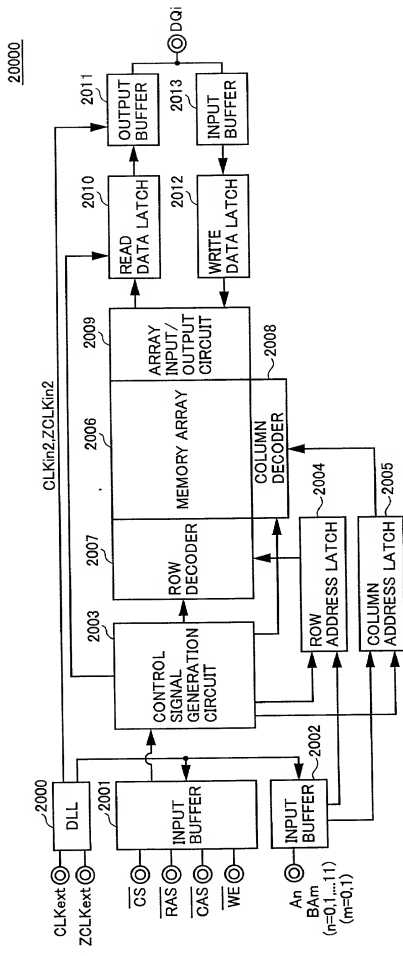 20000
CLKext
ZCLKext
2000
DLL
CLKin2,ZCLKin2
CS
RAS
CAS
WE
2001
INPUT
BUFFER
An
BAm
(n=0,1,...11)
(m=0,1)
2002
INPUT
BUFFER
2003
CONTROL
SIGNAL
GENERATION
CIRCUIT
2007
ROW
DECODER
2006
MEMORY ARRAY
2009
ARRAY
INPUT/
OUTPUT
CIRCUIT
COLUMN
DECODER
2008
2004
ROW
ADDRESS LATCH
2005
COLUMN
ADDRESS LATCH
2010
READ
DATA LATCH
2011
OUTPUT
BUFFER
2012
WRITE
DATA LATCH
2013
INPUT
BUFFER
DQi